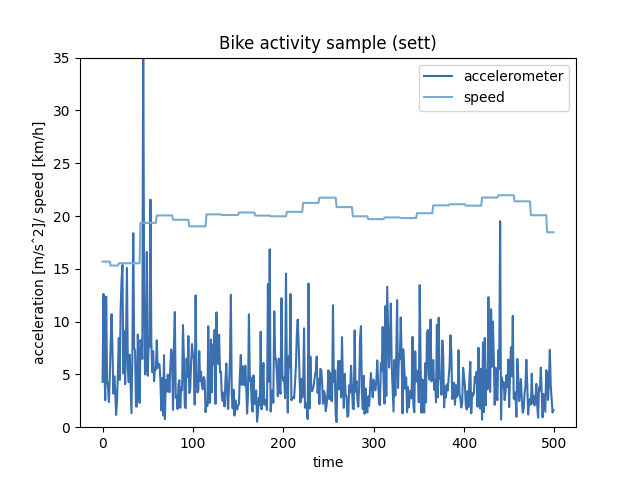 Bike activity sample (sett)
accelerometer
speed
acceleration [m/s^2]/ speed [km/h]
35
30
25
20
15
10
5
0
0 100 200 300 400 500
time